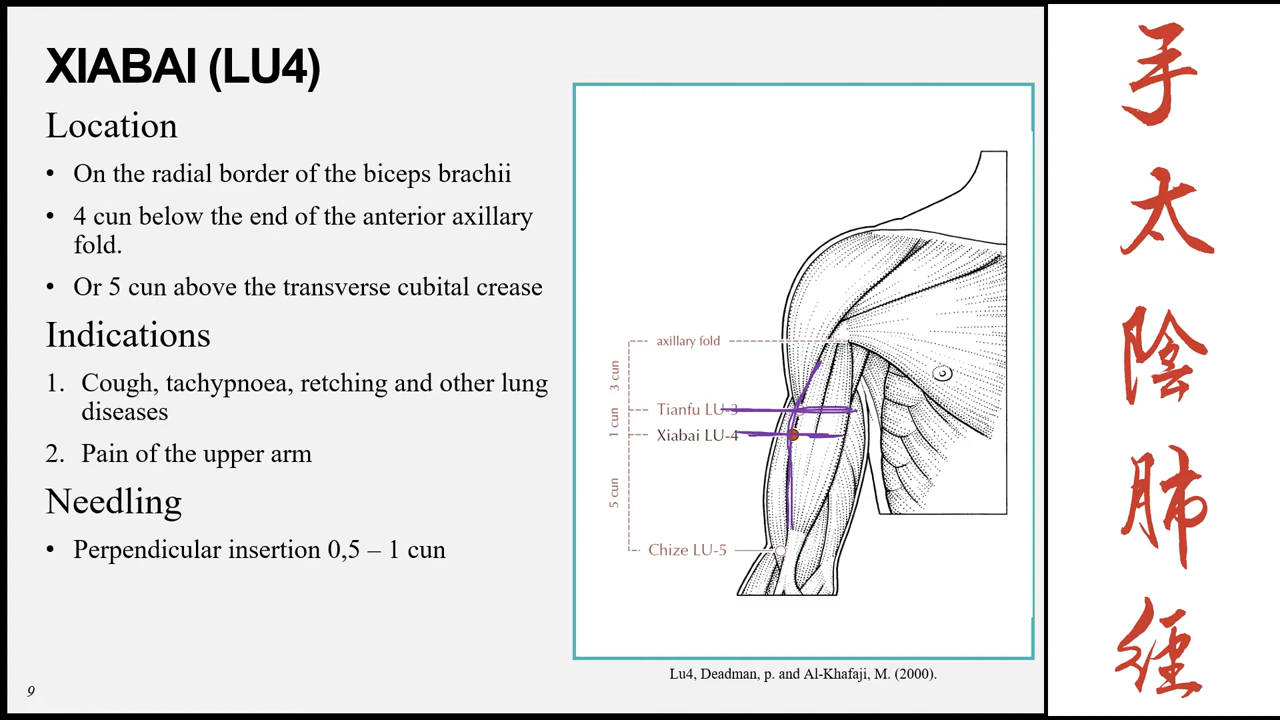 XIABAI (LU4)
Location
• On the radial border of the biceps brachii
• 4 cun below the end of the anterior axillary
fold.
• Or 5 cun above the transverse cubital crease
Indications
1. Cough, tachypnoea, retching and other lung
diseases
2. Pain of the upper arm
Needling
• Perpendicular insertion 0,5 – 1 cun
9
axillary fold
3 cun
Tianfu LU-3
1 cun
Xiabai LU-4
5 cun
Chize LU-5
Lu4, Deadman, p. and Al-Khafaji, M. (2000).
手
太
陰
肺
經